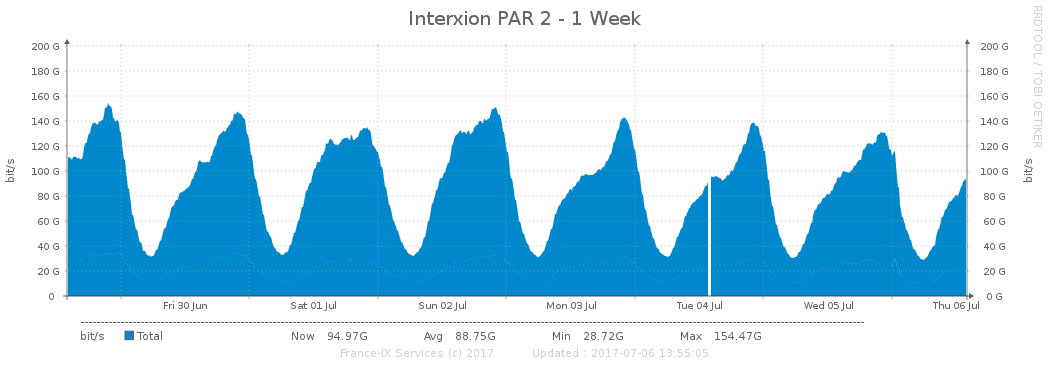 Interxion PAR 2 - 1 Week
RRDTOOL / TOBI OETIKER
200 G 200 G
180 G 180 G
160 G 160 G
140 G 140 G
120 G 120 G
100 G 100 G
80 G 80 G
60 G 60 G
40 G 40 G
20 G 20 G
0 0 G
bit/s bit/s
Fri 30 Jun Sat 01 Jul Sun 02 Jul Mon 03 Jul Tue 04 Jul Wed 05 Jul Thu 06 Jul
bit/s Total Now 94.97G Avg 88.75G Min 28.72G Max 154.47G
France-IX Services (c) 2017 Updated : 2017-07-06 13:55:05